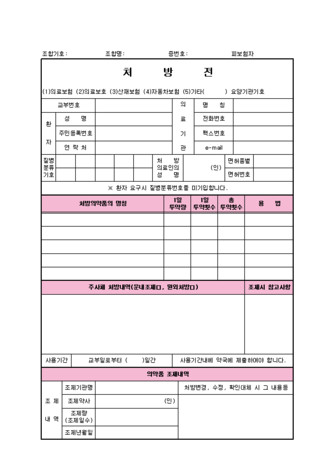 조합기호 : 조합명 : 증번호 : 피보험자
처 방 전
(1)의료보험 (2)의료보호 (3)산재보험 (4)자동차보험 (5)기타( ) 요양기관기호
교부번호 의 료 기 관 명 칭
환 자 성 명 전화번호
주민등록번호 팩스번호
연 락 처 e-mail
질병 분류 기호 처 방 의료인의 성 명 (인) 면허종별
면허번호
※ 환자 요구시 질병분류번호를 미기입합니다.
처방의약품의 명칭 1일 투약량 1일 투약횟수 총 투약횟수 용 법
주사제 처방내역(원내조제□, 원외처방□) 조제시 참고사항
사용기간 교부일로부터 ( )일간 사용기간내에 약국에 제출하여야 합니다.
의약품 조제내역
조 제 내 역 조제기관명 처방변경, 수정, 확인대체 시 그 내용등
조제약사 (인)
조제량 (조제일수)
조제년월일